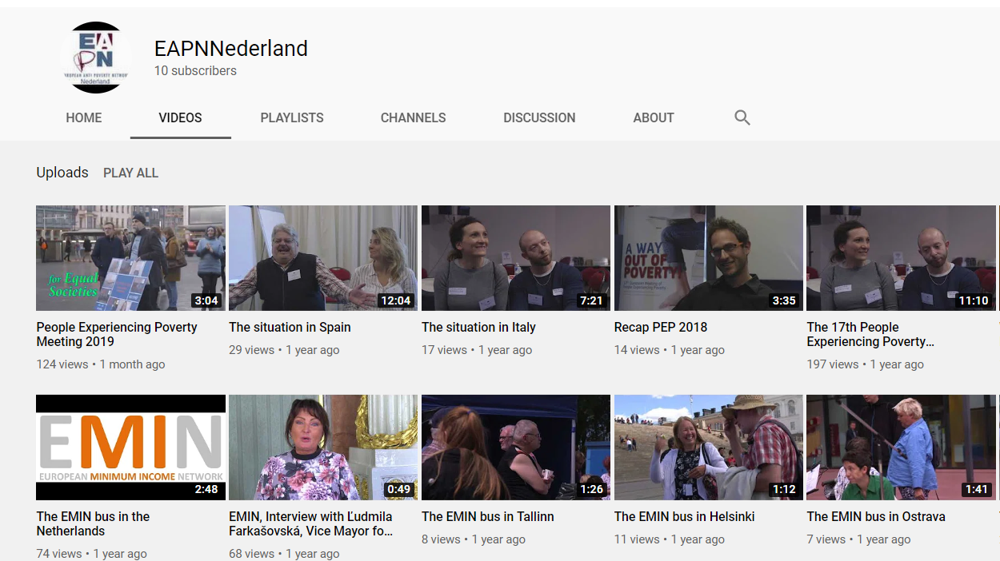 EA
PN
Nederland
EAPNNederland
10 subscribers
HOME VIDEOS PLAYLISTS CHANNELS DISCUSSION ABOUT
Uploads PLAY ALL
for Equal
Societies
3:04
12:04
7:21
A WAY
OUT OF
POVERTY!
3:35
11:10
People Experiencing Poverty
Meeting 2019
124 views • 1 month ago
The situation in Spain
29 views • 1 year ago
The situation in Italy
17 views • 1 year ago
Recap PEP 2018
14 views • 1 year ago
The 17th People
Experiencing Poverty…
197 views • 1 year ago
EMIN
EUROPEAN MINIMUM INCOME NETWORK
2:48
0:49
1:26
1:12
1:41
The EMIN bus in the
Netherlands
74 views • 1 year ago
EMIN, Interview with Ľudmila
Farkašovská, Vice Mayor fo…
68 views • 1 year ago
The EMIN bus in Tallinn
8 views • 1 year ago
The EMIN bus in Helsinki
11 views • 1 year ago
The EMIN bus in Ostrava
7 views • 1 year ago